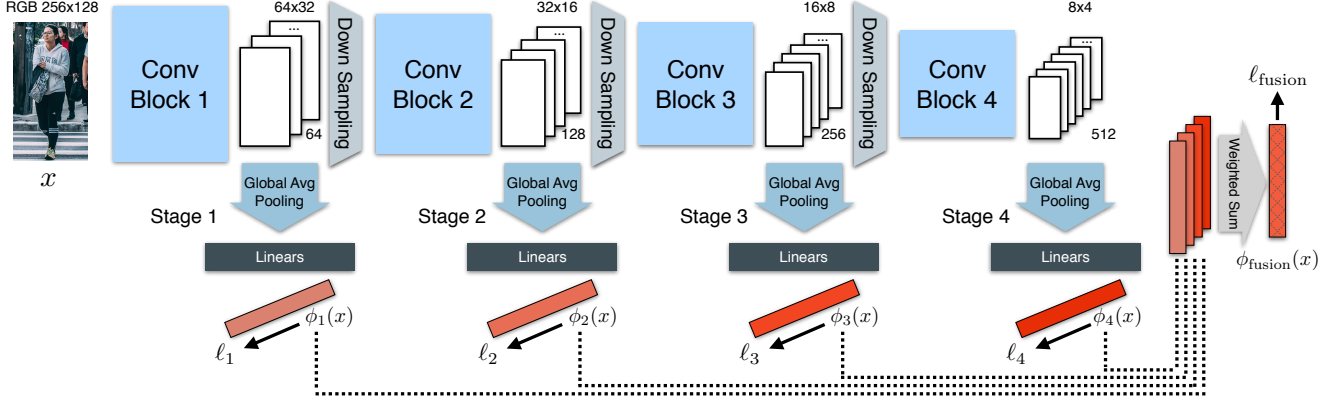 RGB 256x128
x
Conv
Block 1
64x32
...
64
Down Sampling
Conv
Block 2
32x16
...
128
Down Sampling
Conv
Block 3
16x8
...
256
Down Sampling
Conv
Block 4
8x4
...
512
Global Avg
Pooling
Global Avg
Pooling
Global Avg
Pooling
Global Avg
Pooling
Stage 1
Stage 2
Stage 3
Stage 4
Linears
Linears
Linears
Linears
ϕ₁(x)
ℓ₁
ϕ₂(x)
ℓ₂
ϕ₃(x)
ℓ₃
ϕ₄(x)
ℓ₄
Weighted Sum
ℓ_fusion
ϕ_fusion(x)